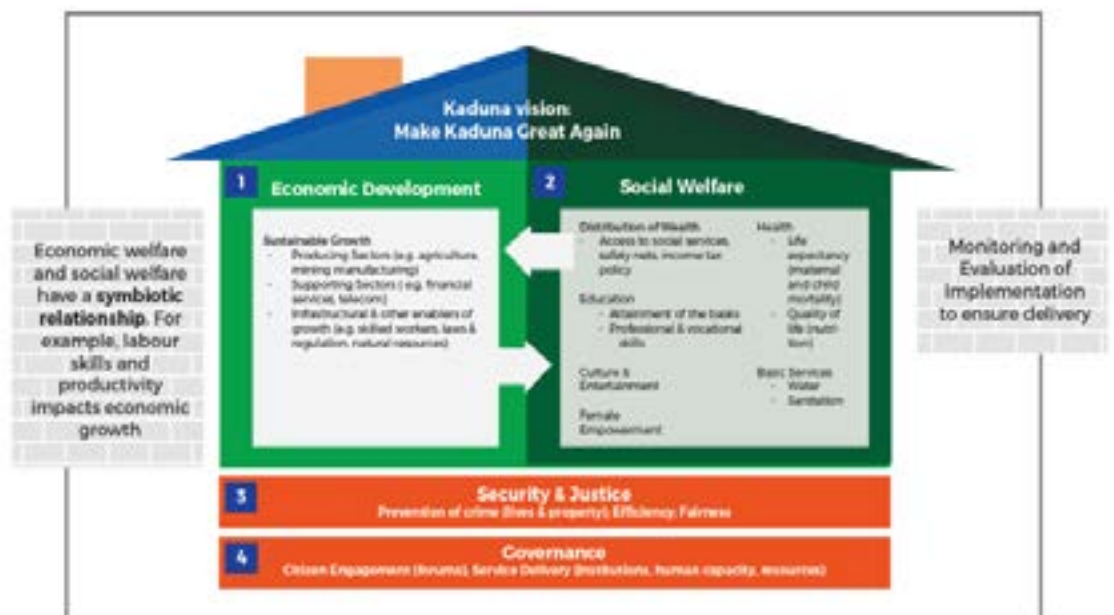 Kaduna vision:
Make Kaduna Great Again
1
Economic Development
2
Social Welfare
Economic welfare
and social welfare
have a symbiotic
relationship. For
example, labour
skills and
productivity
impacts economic
growth
Sustainable Growth
- Producing Sectors (e.g. agriculture,
mining manufacturing)
- Supporting Sectors ( e.g. financial
services, telecom)
- Infrastructural & other enablers of
growth (e.g. skilled workers, laws &
regulation, natural resources)
Distribution of Wealth
- Access to social services,
safety nets, income tax
policy
Education
- Attainment of the basics
- Professional & vocational
skills
Culture &
Entertainment
Female
Empowerment
Health
- Life
expectancy
(maternal
and child
mortality)
- Quality of
life (nutri-
tion)
Basic Services
- Water
- Sanitation
Monitoring and
Evaluation of
Implementation
to ensure delivery
3
Security & Justice
Prevention of crime (lives & property), Efficiency, Fairness
4
Governance
Citizen Engagement (forums), Service Delivery (institutions, human capacity, resources)